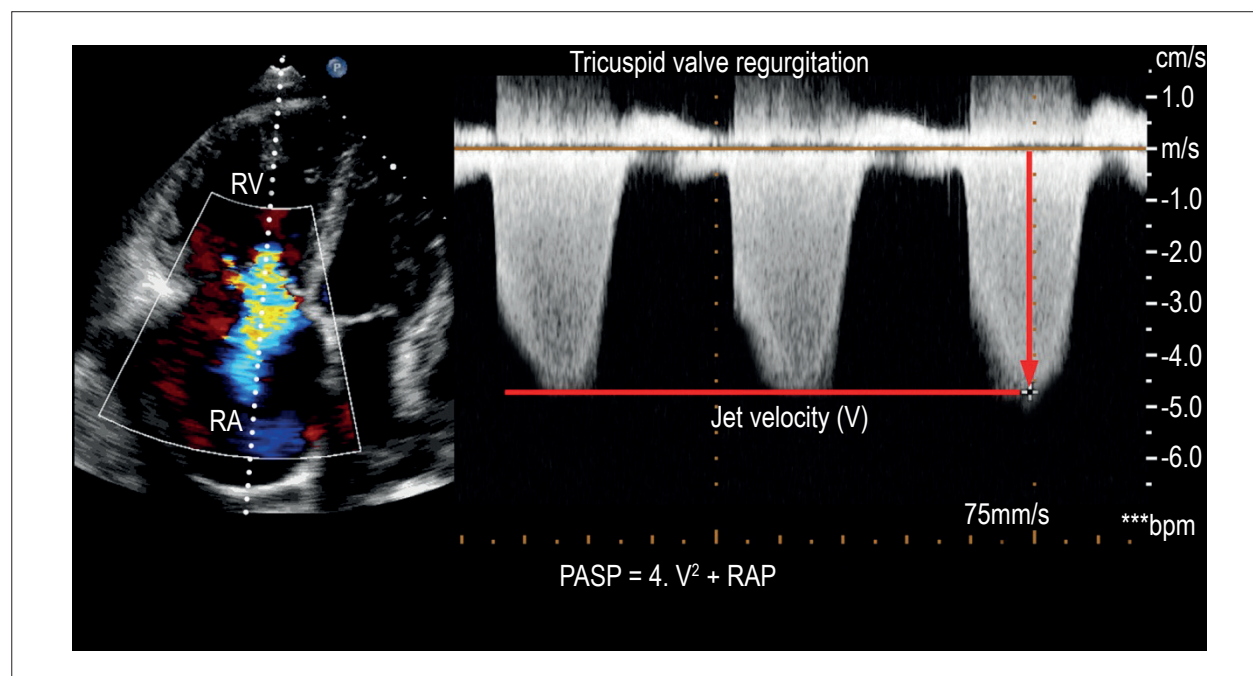 P
Tricuspid valve regurgitation
cm/s
1.0
m/s
-1.0
-2.0
-3.0
-4.0
-5.0
-6.0
RV
RA
Jet velocity (V)
75mm/s
***bpm
PASP = 4. V² + RAP